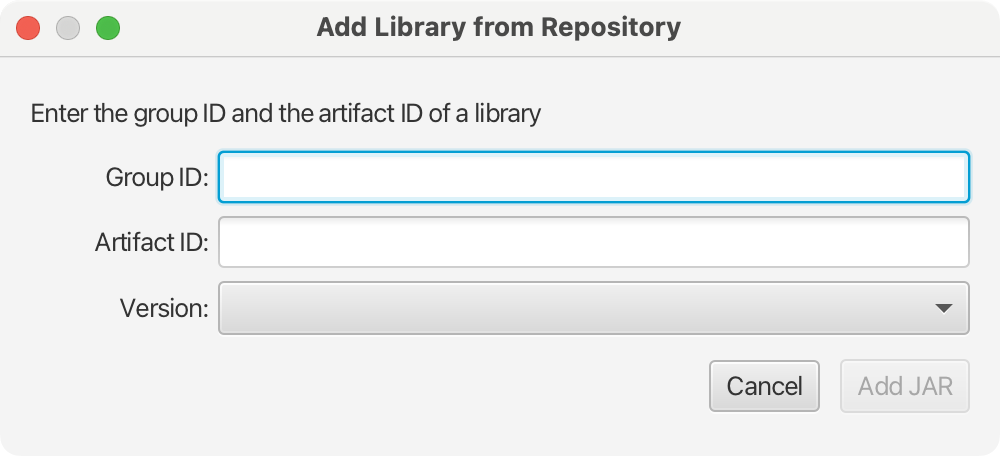 Add Library from Repository
Enter the group ID and the artifact ID of a library
Group ID:
Artifact ID:
Version:
Cancel Add JAR